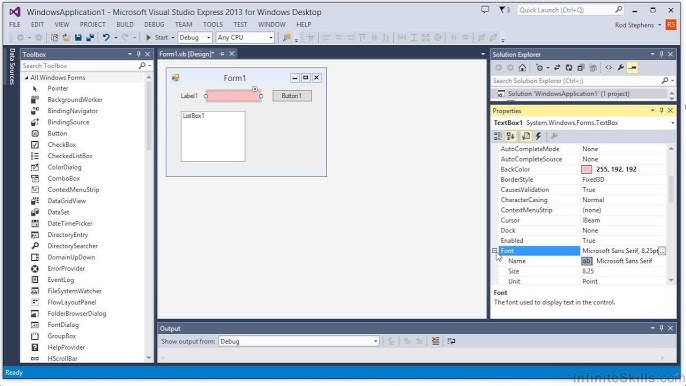 WindowsApplication1 - Microsoft Visual Studio Express 2013 for Windows Desktop
3
Quick Launch (Ctrl+Q)
FILE EDIT VIEW PROJECT BUILD DEBUG TEAM FORMAT TOOLS TEST WINDOW HELP
Rod Stephens
RS
Start
Debug
Any CPU
Data Sources
Toolbox
Search Toolbox
All Windows Forms
Pointer
BackgroundWorker
BindingNavigator
BindingSource
Button
CheckBox
CheckedListBox
ColorDialog
ComboBox
ContextMenuStrip
DataGridView
DataSet
DateTimePicker
DirectoryEntry
DirectorySearcher
DomainUpDown
ErrorProvider
EventLog
FileSystemWatcher
FlowLayoutPanel
FolderBrowserDialog
FontDialog
GroupBox
HelpProvider
HScrollBar
Form1.vb [Design]*
Form1
Label1
Button1
ListBox1
Output
Show output from: Debug
Solution Explorer
Search Solution Explorer (Ctrl+;)
Solution 'WindowsApplication1' (1 project)
Properties
TextBox1 System.Windows.Forms.TextBox
AutoCompleteMode None
AutoCompleteSource None
BackColor 255, 192, 192
BorderStyle Fixed3D
CausesValidation True
CharacterCasing Normal
ContextMenuStrip (none)
Cursor IBeam
Dock None
Enabled True
Font Microsoft Sans Serif, 8.25pt
Name ab Microsoft Sans Serif
Size 8.25
Unit Point
Font
The font used to display text in the control.
Ready
InfiniteSkills.com